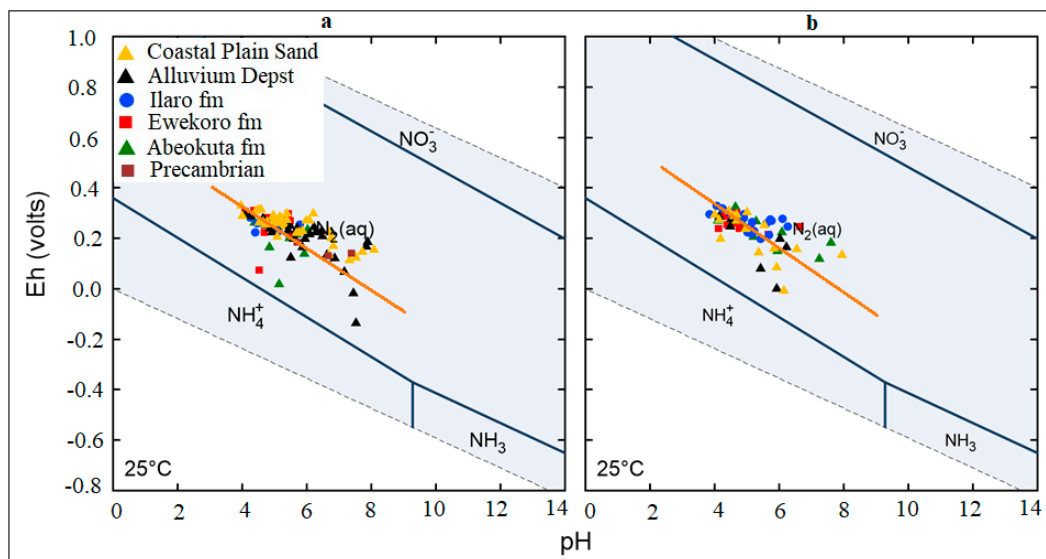 a
b
Coastal Plain Sand
Alluvium Depst
Ilaro fm
Ewekoro fm
Abeokuta fm
Precambrian
Eh (volts)
1.0
0.8
0.6
0.4
0.2
0.0
-0.2
-0.4
-0.6
-0.8
NO₃⁻
N₂(aq)
NH₄⁺
NH₃
25°C
0 2 4 6 8 10 12 14
NO₃⁻
N₂(aq)
NH₄⁺
NH₃
25°C
0 2 4 6 8 10 12 14
pH